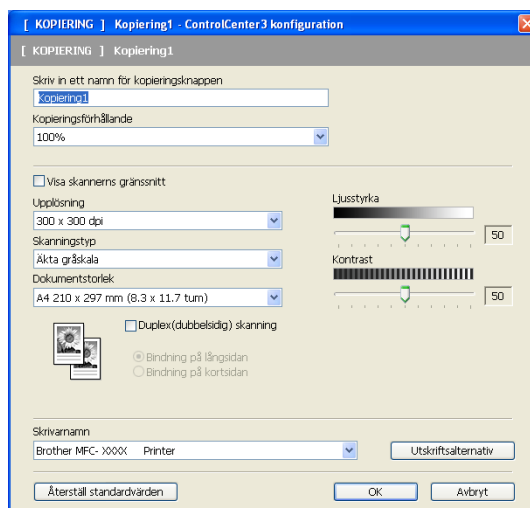 [ KOPIERING ] Kopiering1 - ControlCenter3 konfiguration
[ KOPIERING ] Kopiering1
Skriv in ett namn för kopieringsknappen
Kopiering1
Kopieringsförhållande
100%
Visa skannerns gränssnitt
Upplösning
300 x 300 dpi
Skanningstyp
Äkta gråskala
Dokumentstorlek
A4 210 x 297 mm (8.3 x 11.7 tum)
Ljusstyrka
50
Kontrast
50
Duplex(dubbelsidig) skanning
Bindning på långsidan
Bindning på kortsidan
Skrivarnamn
Brother MFC- XXXX Printer
Utskriftsalternativ
Återställ standardvärden
OK
Avbryt